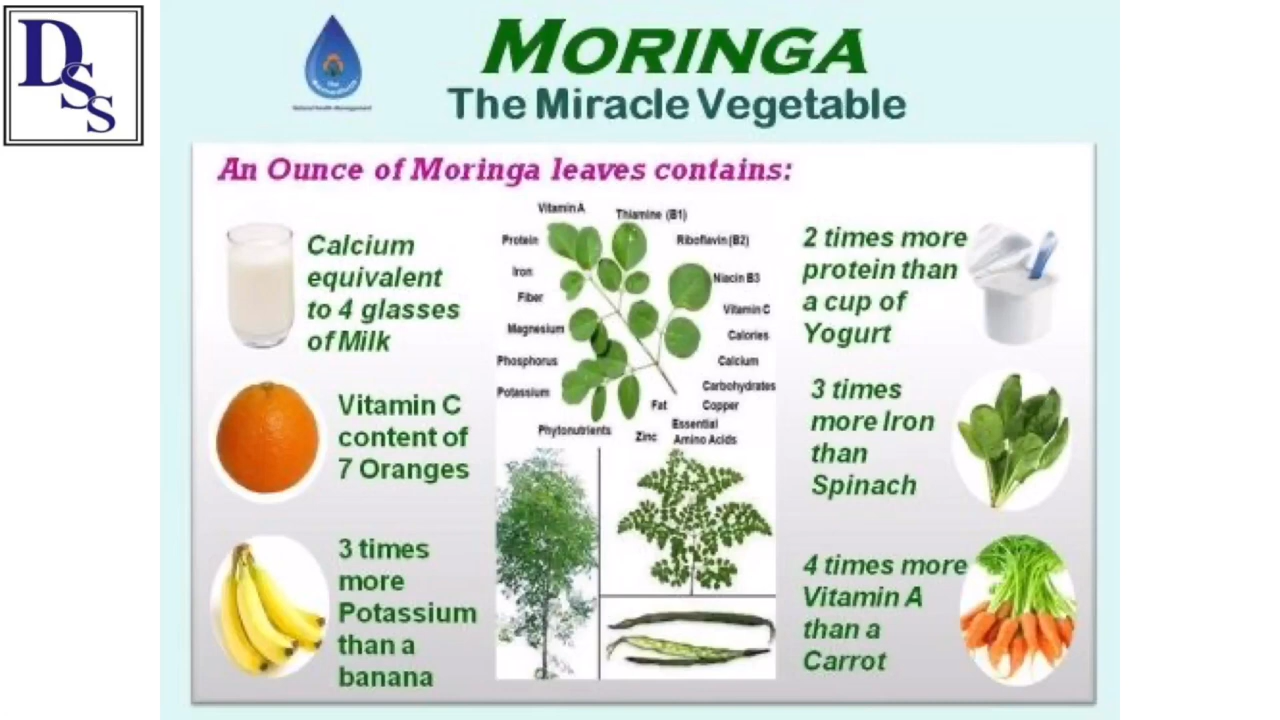 DSS
MORINGA
The Miracle Vegetable
An Ounce of Moringa leaves contains:
Calcium
equivalent
to 4 glasses
of Milk
Vitamin C
content of
7 Oranges
3 times
more
Potassium
than a
banana
Vitamin A
Thiamine (B1)
Protein
Riboflavin (B2)
Iron
Niacin B3
Fiber
Vitamin C
Magnesium
Calories
Phosphorus
Calcium
Potassium
Carbohydrates
Fat
Copper
Phytonutrients
Zinc
Essential
Amino Acids
2 times more
protein than
a cup of
Yogurt
3 times
more Iron
than
Spinach
4 times more
Vitamin A
than a
Carrot